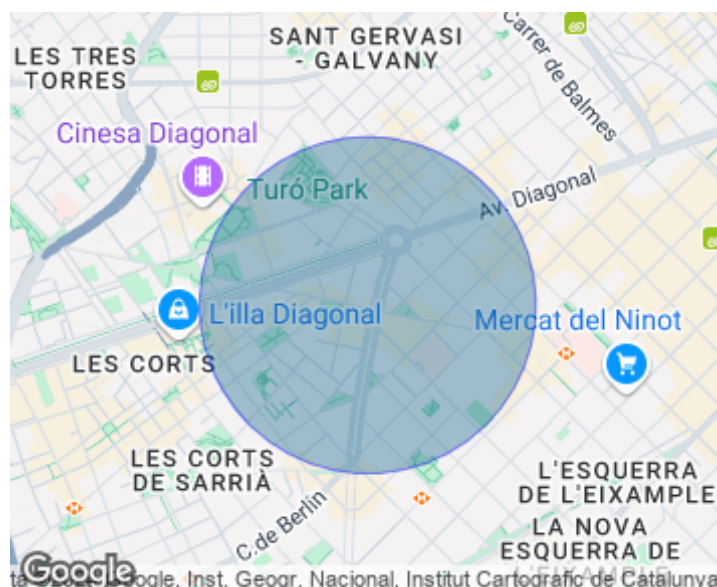 SANT GERVASI
- GALVANY
LES TRES
TORRES
Carrer de Balmes
Cinesa Diagonal
Turó Park
Av. Diagonal
L'illa Diagonal
Mercat del Ninot
LES CORTS
LES CORTS
DE SARRIÀ
L'ESQUERRA
DE L'EIXAMPLE
C. de Berlin
LA NOVA
ESQUERRA DE
L'EIXAMPLE
Google
Google, Inst. Geogr. Nacional, Institut Cartogràfic de Catalunya